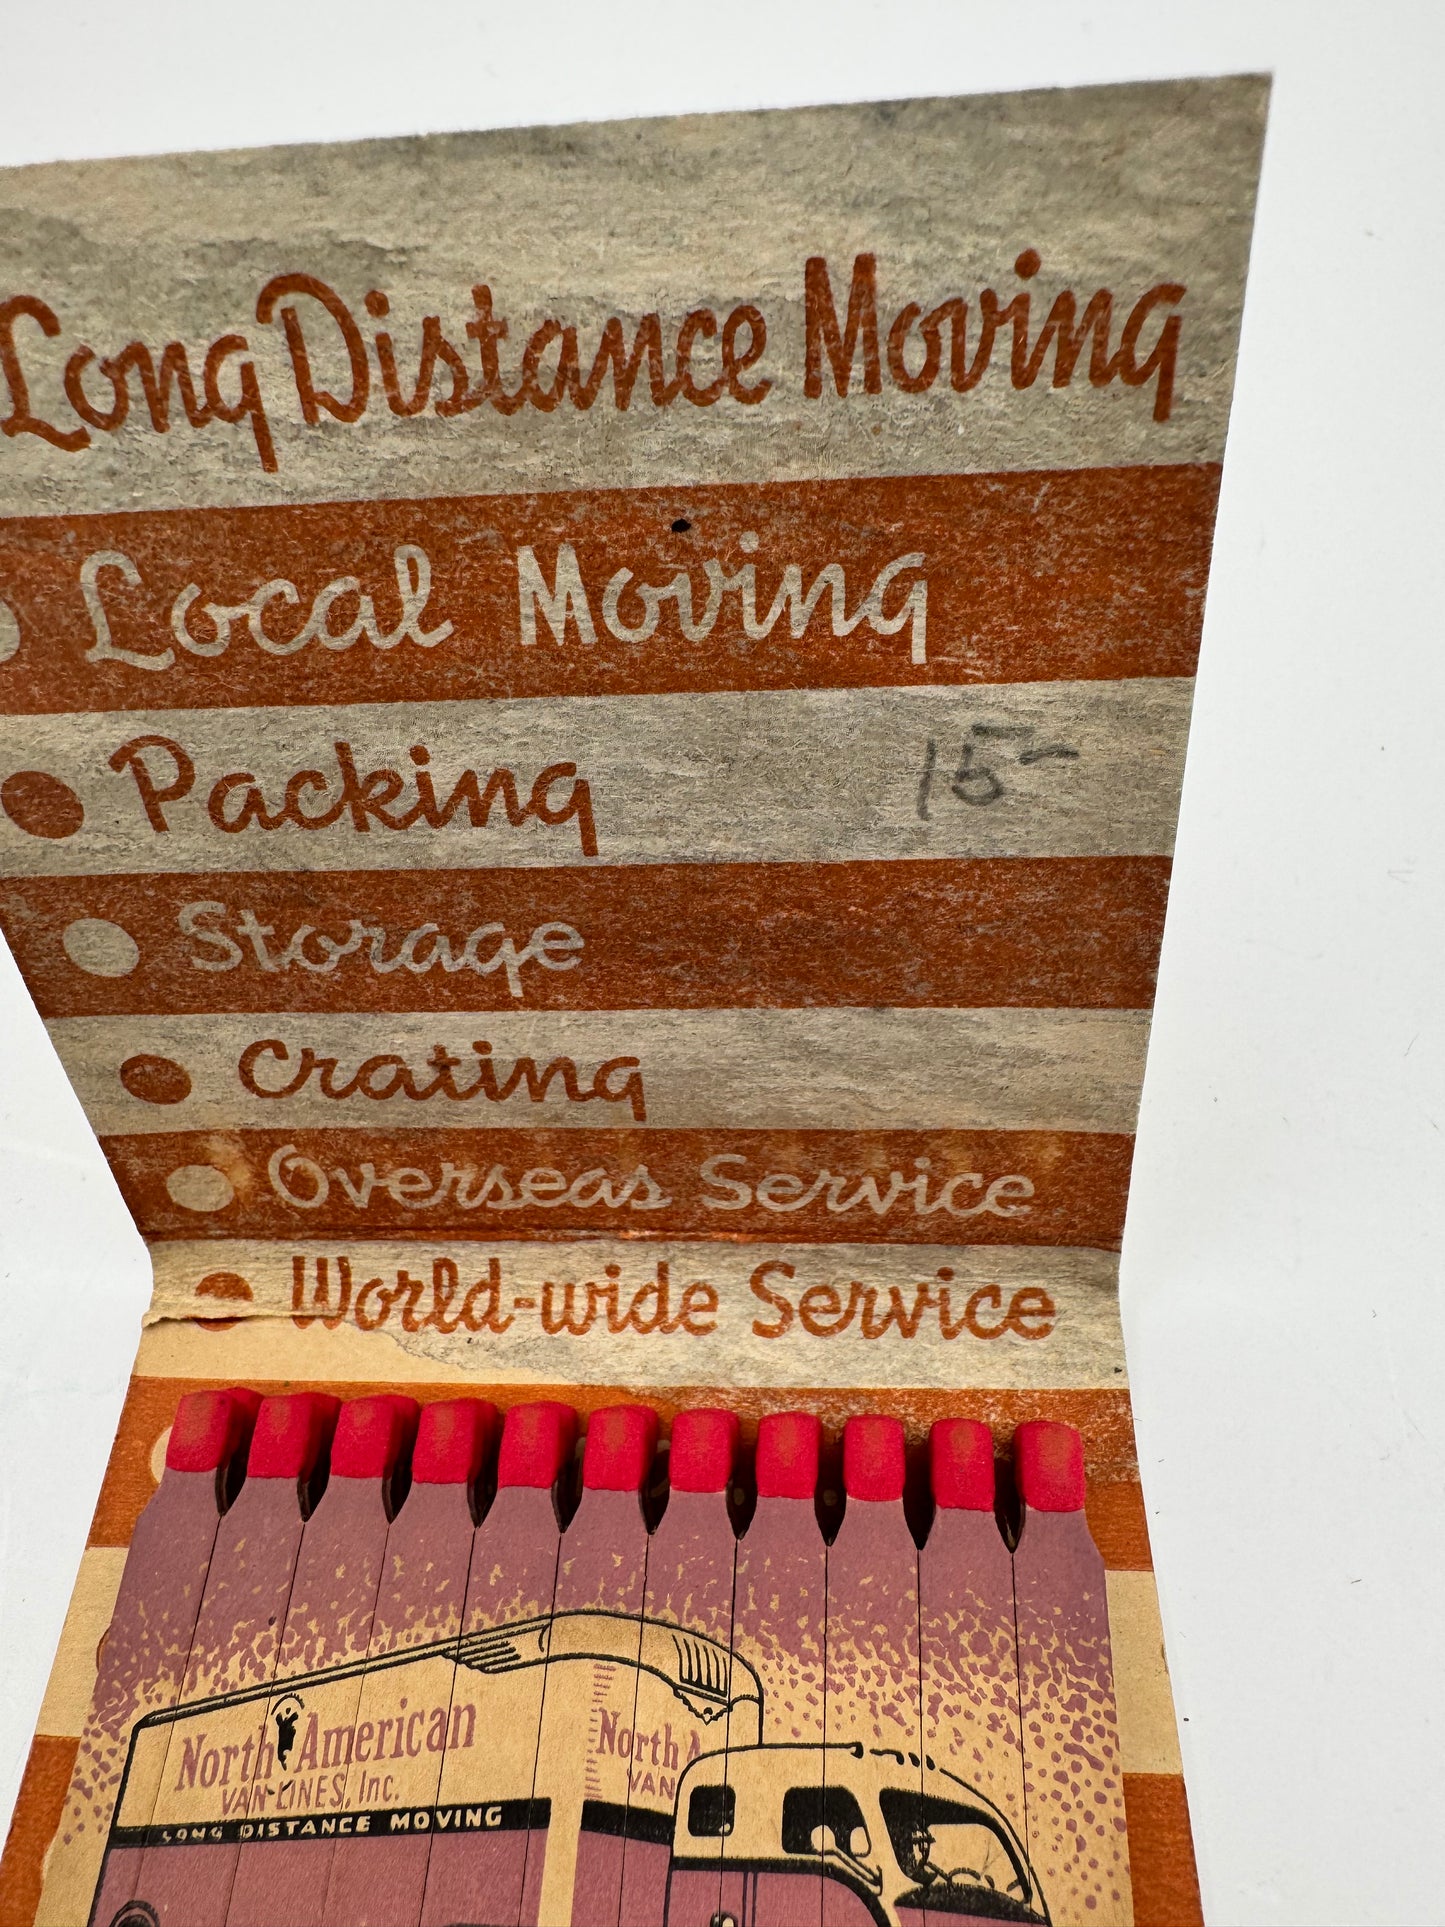 Long Distance Moving
Local Moving
Packing
15-
Storage
Crating
Overseas Service
World-wide Service
North American
VAN LINES, Inc.
LONG DISTANCE MOVING
North A
VAN